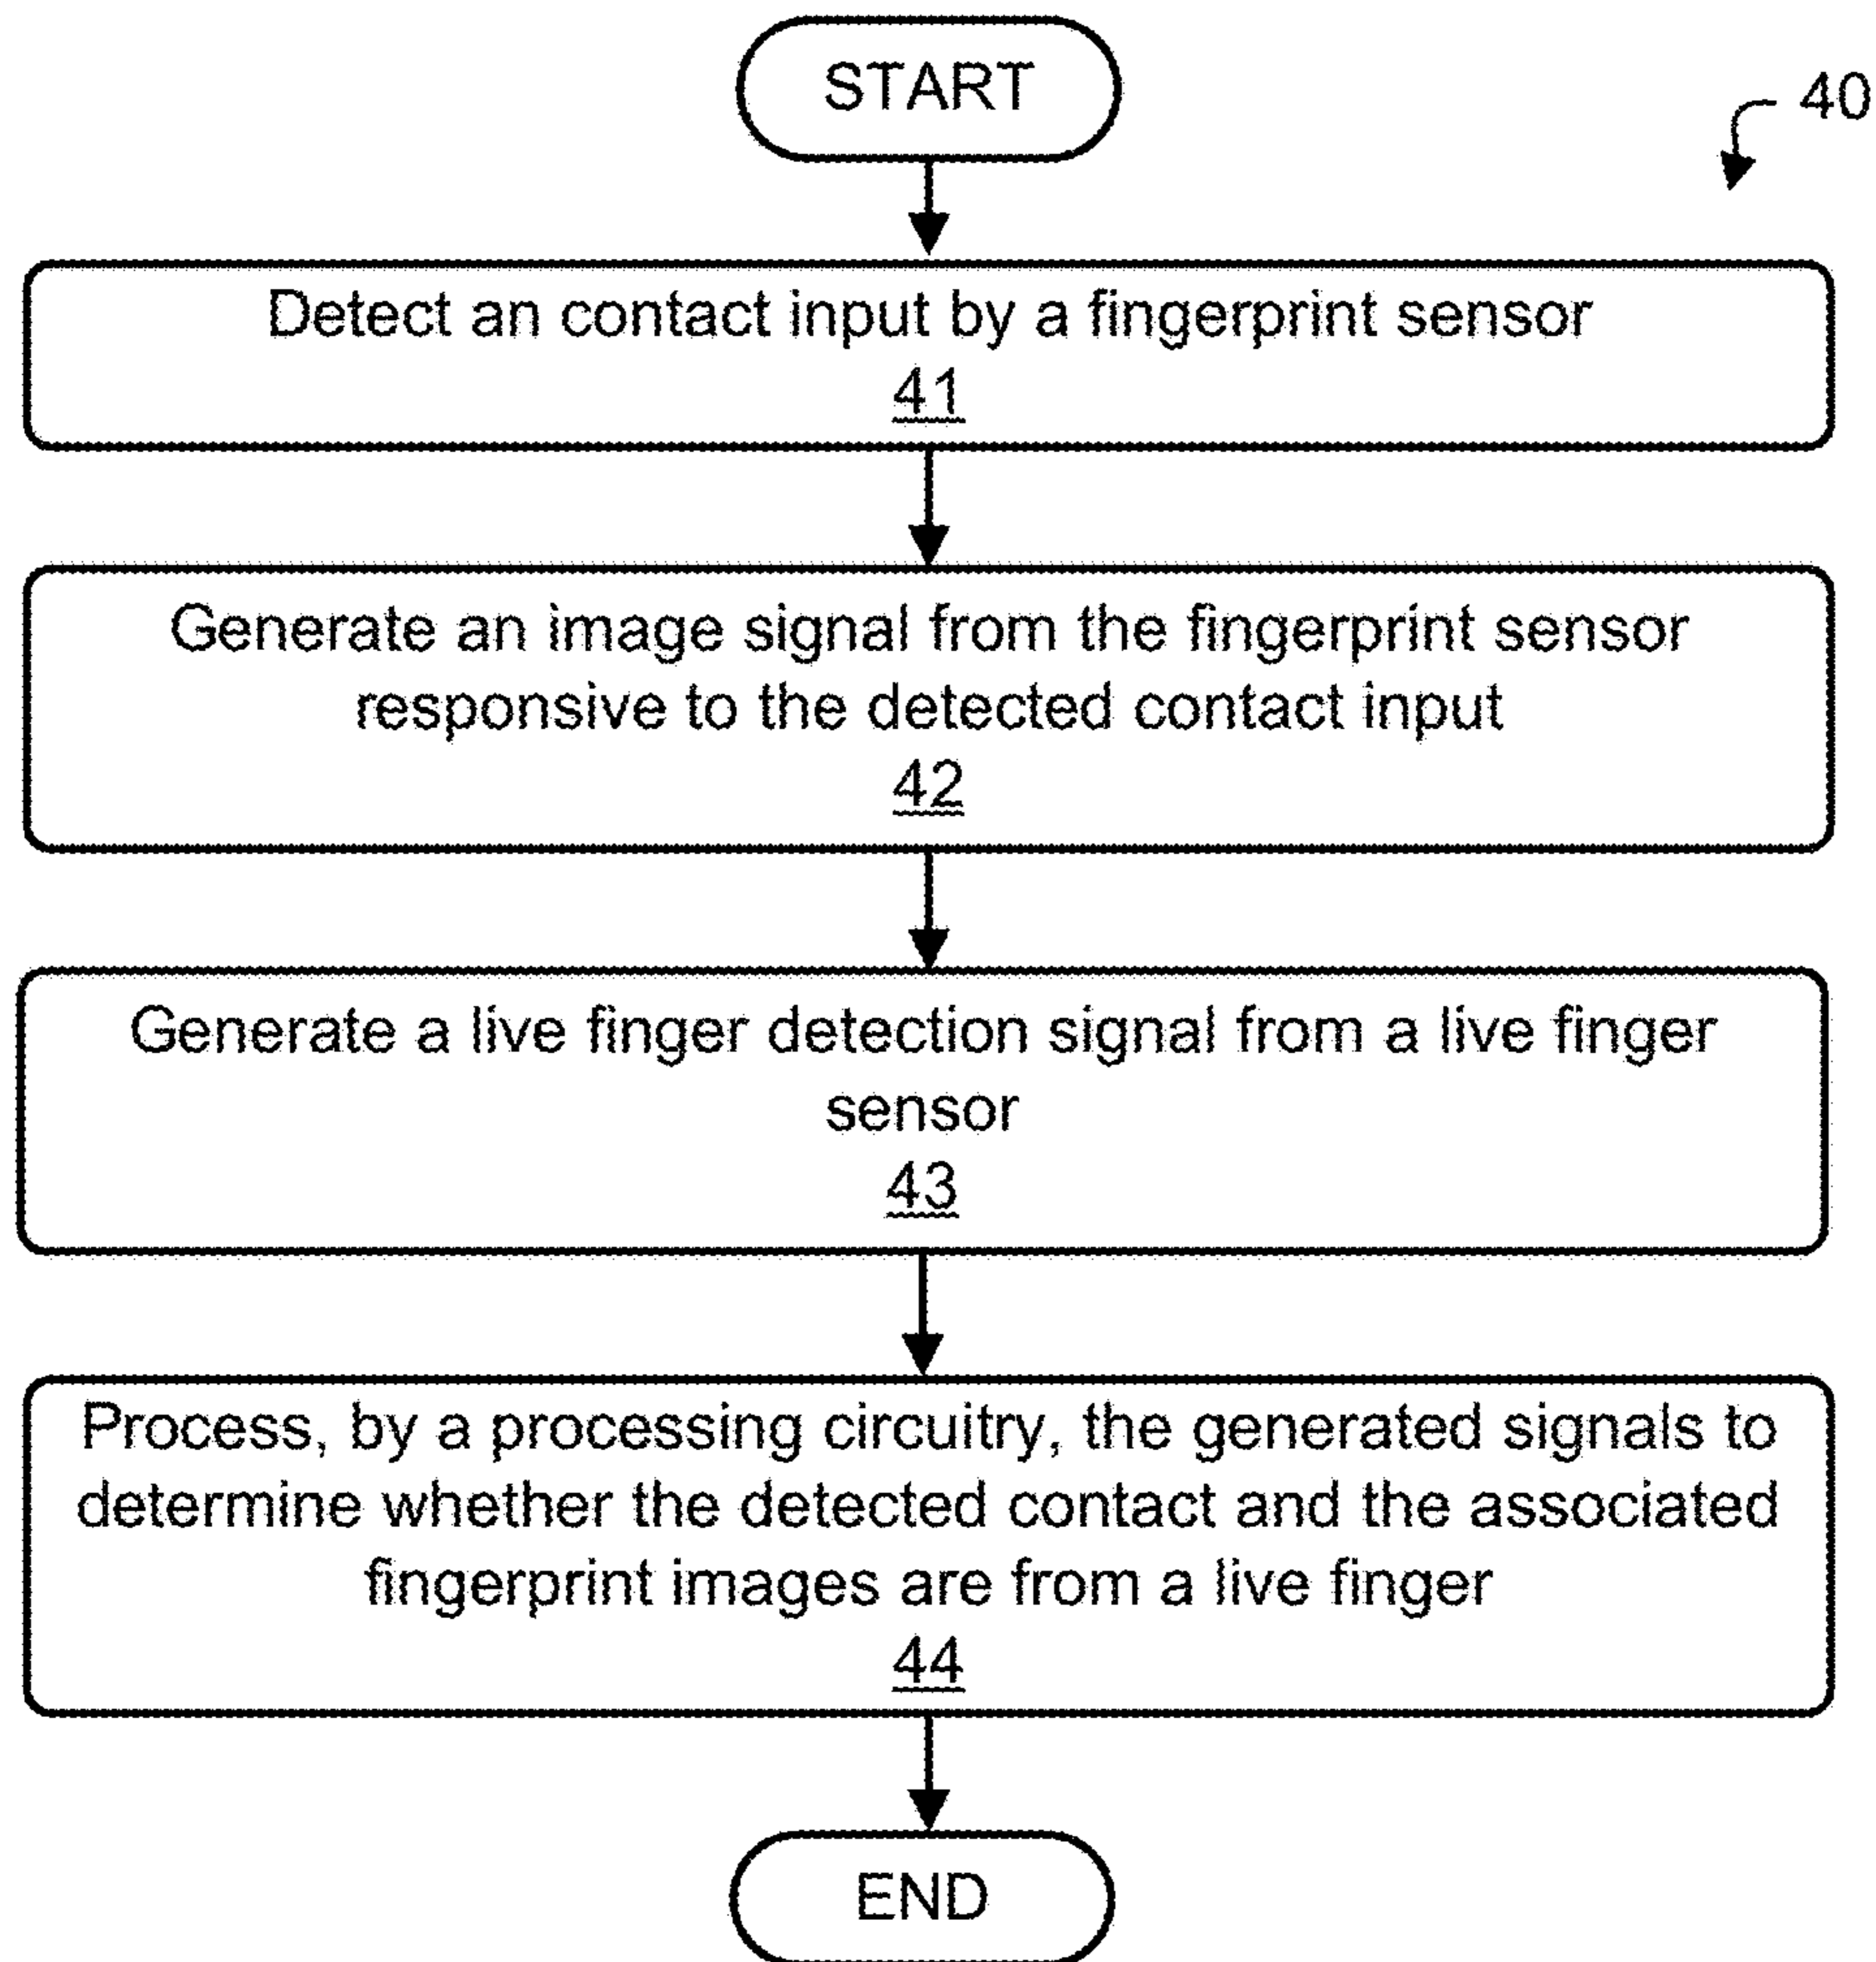 START
40
Detect an contact input by a fingerprint sensor
41
Generate an image signal from the fingerprint sensor
responsive to the detected contact input
42
Generate a live finger detection signal from a live finger
sensor
43
Process, by a processing circuitry, the generated signals to
determine whether the detected contact and the associated
fingerprint images are from a live finger
44
END